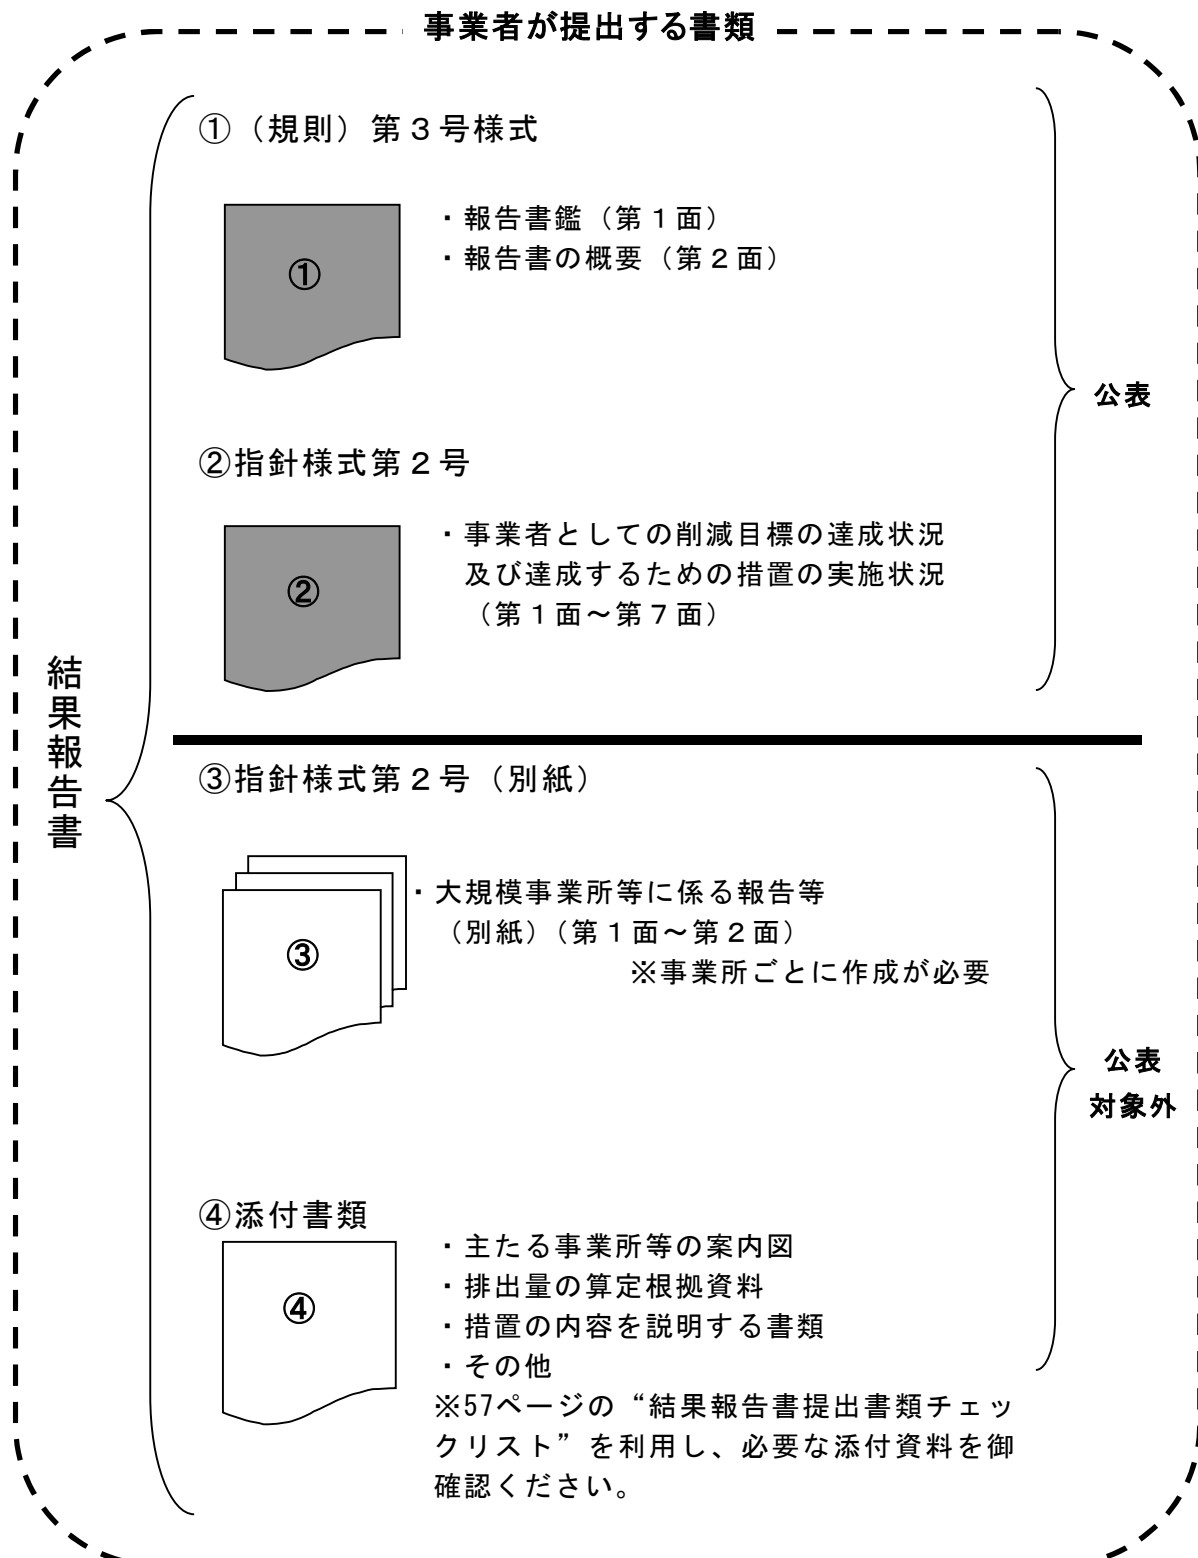 事業者が提出する書類
①（規則）第３号様式
①
・報告書鑑（第１面）
・報告書の概要（第２面）
公表
②指針様式第２号
②
・事業者としての削減目標の達成状況
及び達成するための措置の実施状況
（第１面～第７面）
結果報告書
③指針様式第２号（別紙）
③
・大規模事業所等に係る報告等
（別紙）（第１面～第２面）
※事業所ごとに作成が必要
公表
対象外
④添付書類
④
・主たる事業所等の案内図
・排出量の算定根拠資料
・措置の内容を説明する書類
・その他
※57ページの“結果報告書提出書類チェッ
クリスト”を利用し、必要な添付資料を御
確認ください。